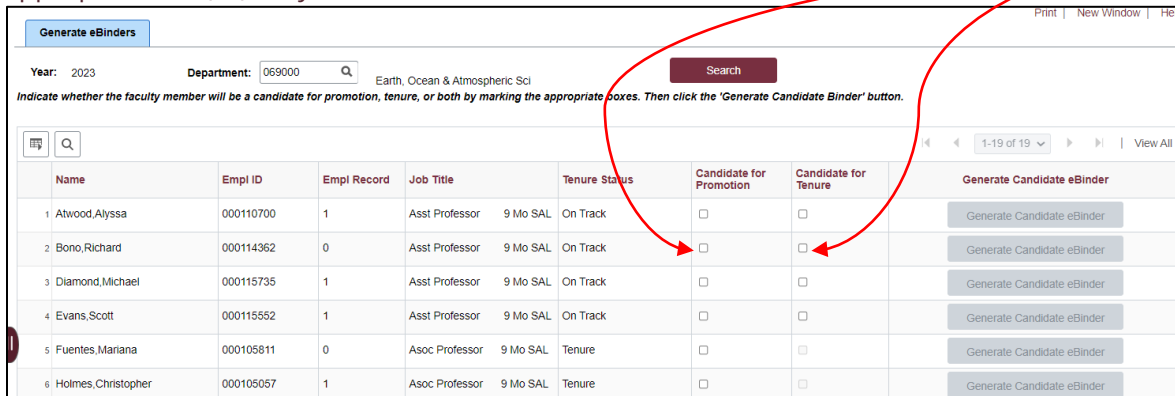 Print | New Window | He
Generate eBinders
Year: 2023 Department: 069000 Earth, Ocean & Atmospheric Sci Search
Indicate whether the faculty member will be a candidate for promotion, tenure, or both by marking the appropriate boxes. Then click the 'Generate Candidate Binder' button.
1-19 of 19 | View All
Name Empl ID Empl Record Job Title Tenure Status Candidate for Promotion Candidate for Tenure Generate Candidate eBinder
1 Atwood,Alyssa 000110700 1 Asst Professor 9 Mo SAL On Track Generate Candidate eBinder
2 Bono,Richard 000114362 0 Asst Professor 9 Mo SAL On Track Generate Candidate eBinder
3 Diamond,Michael 000115735 1 Asst Professor 9 Mo SAL On Track Generate Candidate eBinder
4 Evans,Scott 000115552 1 Asst Professor 9 Mo SAL On Track Generate Candidate eBinder
5 Fuentes,Mariana 000105811 0 Asoc Professor 9 Mo SAL Tenure Generate Candidate eBinder
6 Holmes,Christopher 000105057 1 Asoc Professor 9 Mo SAL Tenure Generate Candidate eBinder